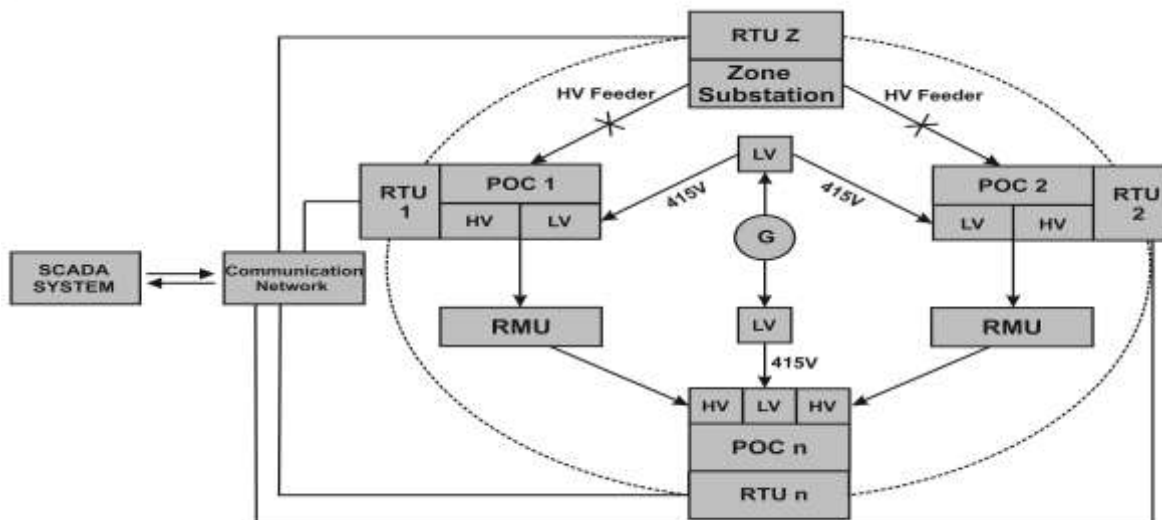 RTU Z
Zone
Substation
HV Feeder
HV Feeder
LV
RTU
1
POC 1
HV
LV
415V
415V
POC 2
LV
HV
RTU
2
G
SCADA
SYSTEM
Communication
Network
RMU
LV
RMU
415V
HV
LV
HV
POC n
RTU n